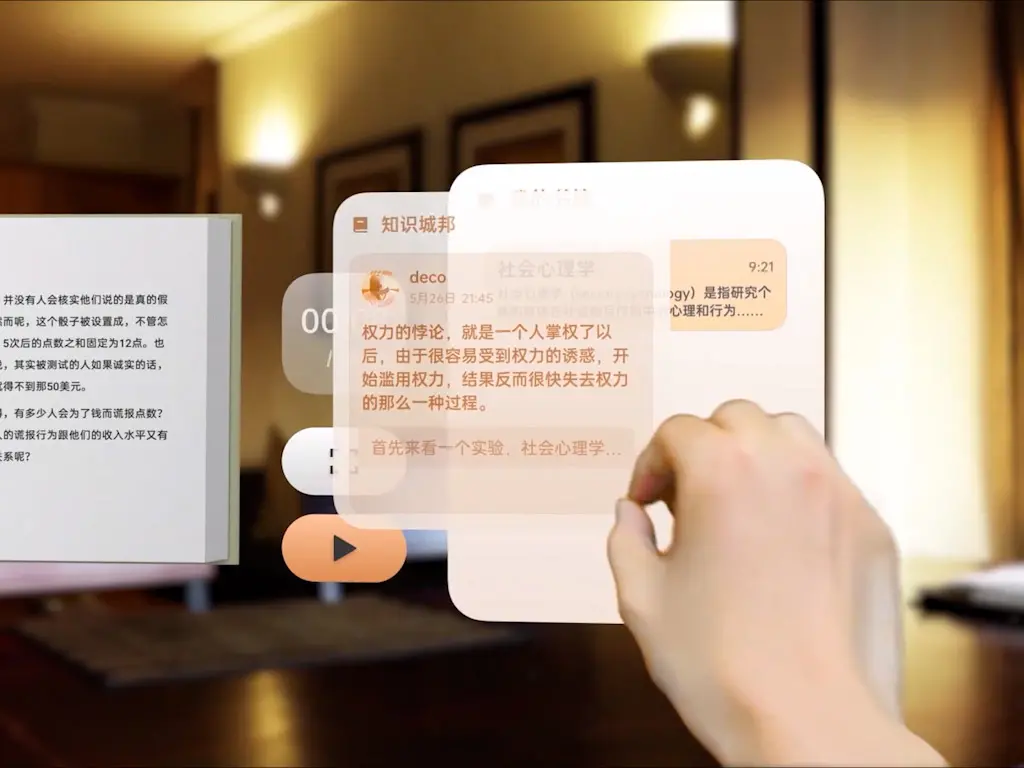 并没有人会核实他们说的是真的假
而呢，这个骰子被设置成，不管怎
5次后的点数之和固定为12点。也
，其实被测试的人如果诚实的话，
得不到那50美元。
，有多少人会为了钱而谎报点数？
人的谎报行为跟他们的收入水平又有
系呢？
00
知识城邦
deco
5月26日 21:45
权力的悖论，就是一个人掌权了以
后，由于很容易受到权力的诱惑，开
始滥用权力，结果反而很快失去权力
的那么一种过程。
首先来看一个实验，社会心理学...
9:21
社会心理学
ogy）是指研究个
心理和行为......